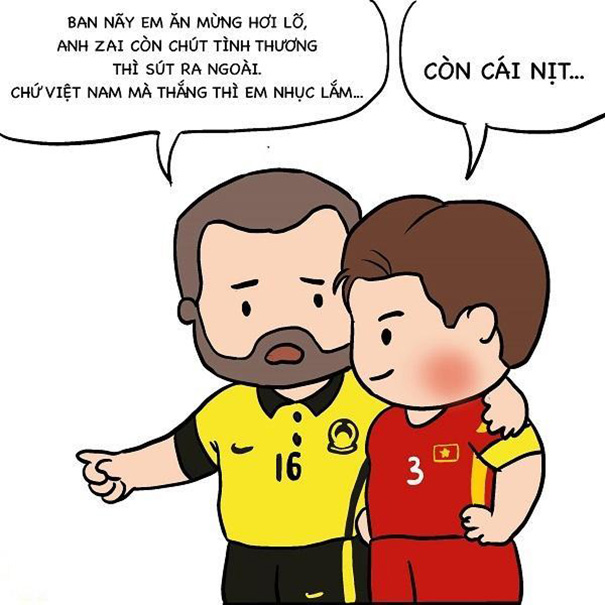 BAN NÃY EM ĂN MỪNG HƠI LỐ,
ANH ZAI CÒN CHÚT TÌNH THƯƠNG
THÌ SÚT RA NGOÀI.
CHỨ VIỆT NAM MÀ THẮNG THÌ EM NHỤC LẮM...
CÒN CÁI NỊT...
16
3